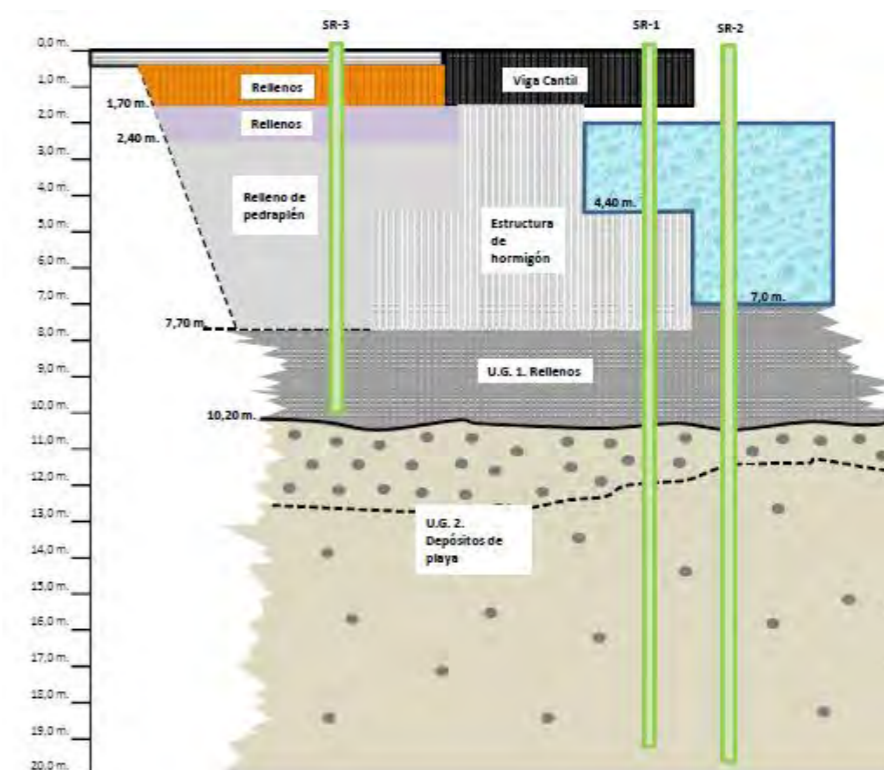 SR-3
SR-1
SR-2
0,0 m.
1,0 m.
1,70 m.
2,0 m.
2,40 m.
3,0 m.
4,0 m.
5,0 m.
6,0 m.
7,0 m.
7,70 m.
8,0 m.
9,0 m.
10,0 m.
10,20 m.
11,0 m.
12,0 m.
13,0 m.
14,0 m.
15,0 m.
16,0 m.
17,0 m.
18,0 m.
19,0 m.
20,0 m.
Rellenos
Viga Cantil
Rellenos
Relleno de
pedraplén
4,40 m.
Estructura
de
hormigón
7,0 m.
U.G. 1. Rellenos
U.G. 2.
Depósitos de
playa